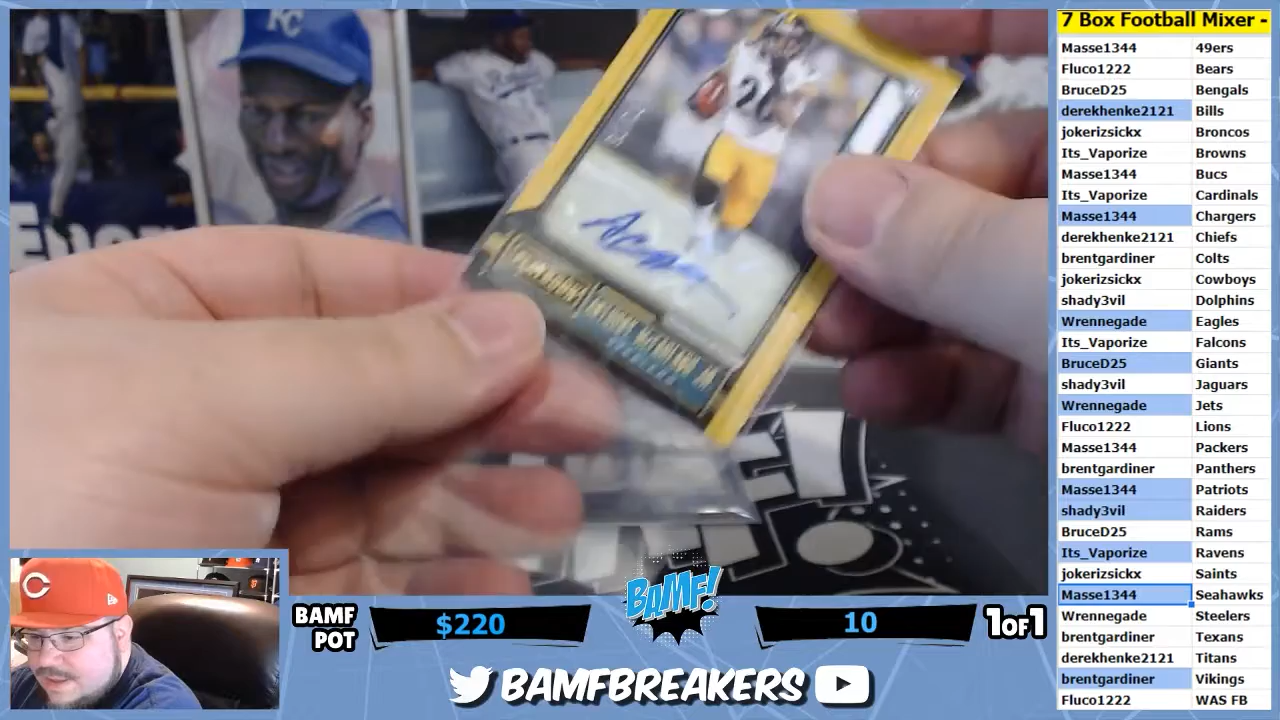 7 Box Football Mixer -
Masse1344 49ers
Fluco1222 Bears
BruceD25 Bengals
derekhenke2121 Bills
jokerizsickx Broncos
Its_Vaporize Browns
Masse1344 Bucs
Its_Vaporize Cardinals
Masse1344 Chargers
derekhenke2121 Chiefs
brentgardiner Colts
jokerizsickx Cowboys
shady3vil Dolphins
Wrennegade Eagles
Its_Vaporize Falcons
BruceD25 Giants
shady3vil Jaguars
Wrennegade Jets
Fluco1222 Lions
Masse1344 Packers
brentgardiner Panthers
Masse1344 Patriots
shady3vil Raiders
BruceD25 Rams
Its_Vaporize Ravens
jokerizsickx Saints
Masse1344 Seahawks
Wrennegade Steelers
brentgardiner Texans
derekhenke2121 Titans
brentgardiner Vikings
Fluco1222 WAS FB
KC
C
BAMF POT $220
BAMF!
10 1OF1
BAMFBREAKERS